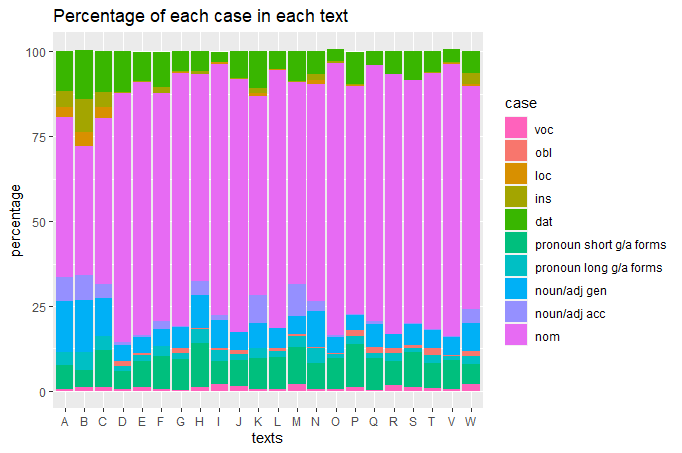 Percentage of each case in each text
percentage
100
75
50
25
0
A B C D E F G H I J K L M N O P Q R S T V W
texts
case
voc
obl
loc
ins
dat
pronoun short g/a forms
pronoun long g/a forms
noun/adj gen
noun/adj acc
nom